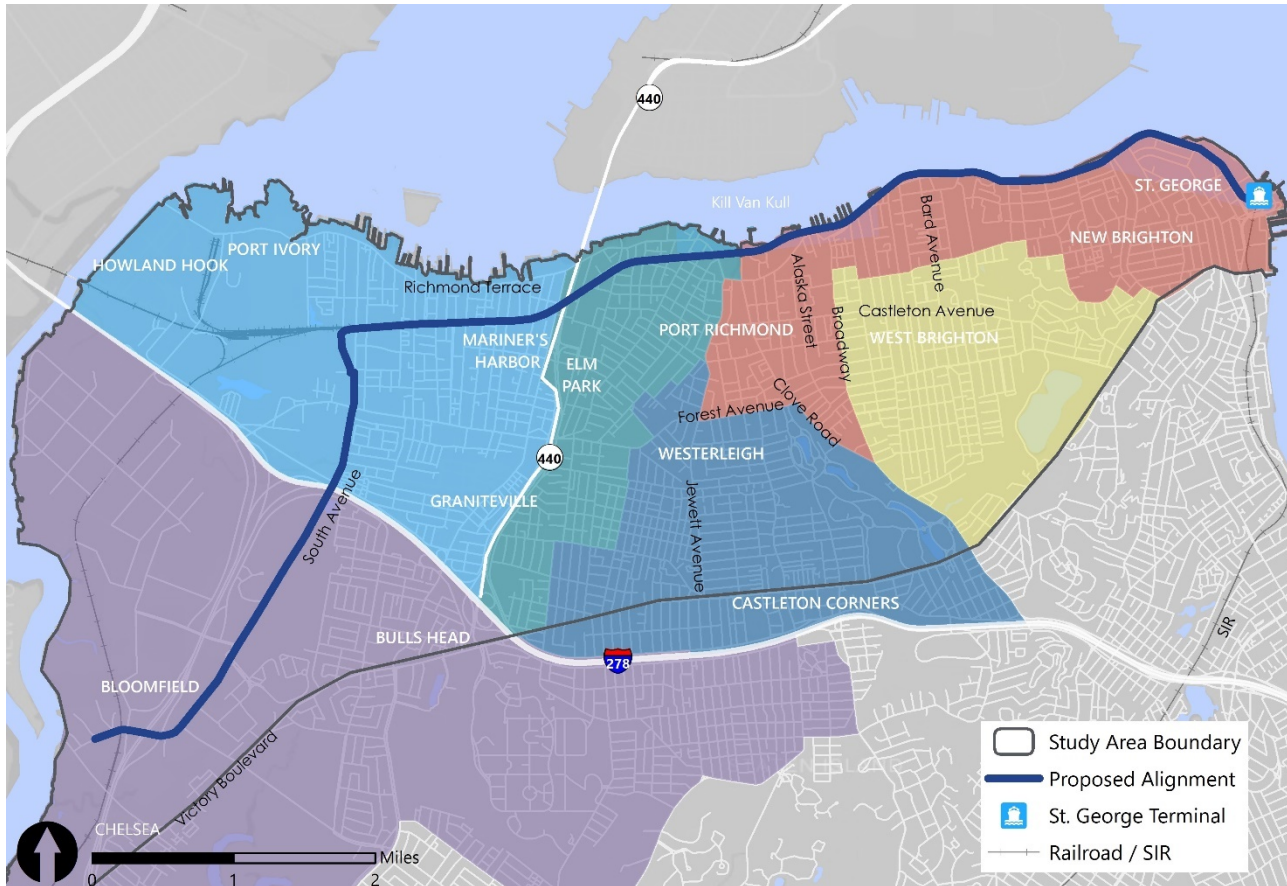 440
ST. GEORGE
Kill Van Kull
Bard Avenue
NEW BRIGHTON
PORT IVORY
HOWLAND HOOK
Richmond Terrace
Alaska Street
Broadway
Castleton Avenue
PORT RICHMOND
WEST BRIGHTON
MARINER'S
HARBOR
ELM
PARK
Forest Avenue
Clove Road
WESTERLEIGH
440
GRANITEVILLE
Jewett Avenue
South Avenue
CASTLETON CORNERS
SIR
BULLS HEAD
278
BLOOMFIELD
Victory Boulevard
CHELSEA
Miles
0
1
2
Study Area Boundary
Proposed Alignment
St. George Terminal
Railroad / SIR